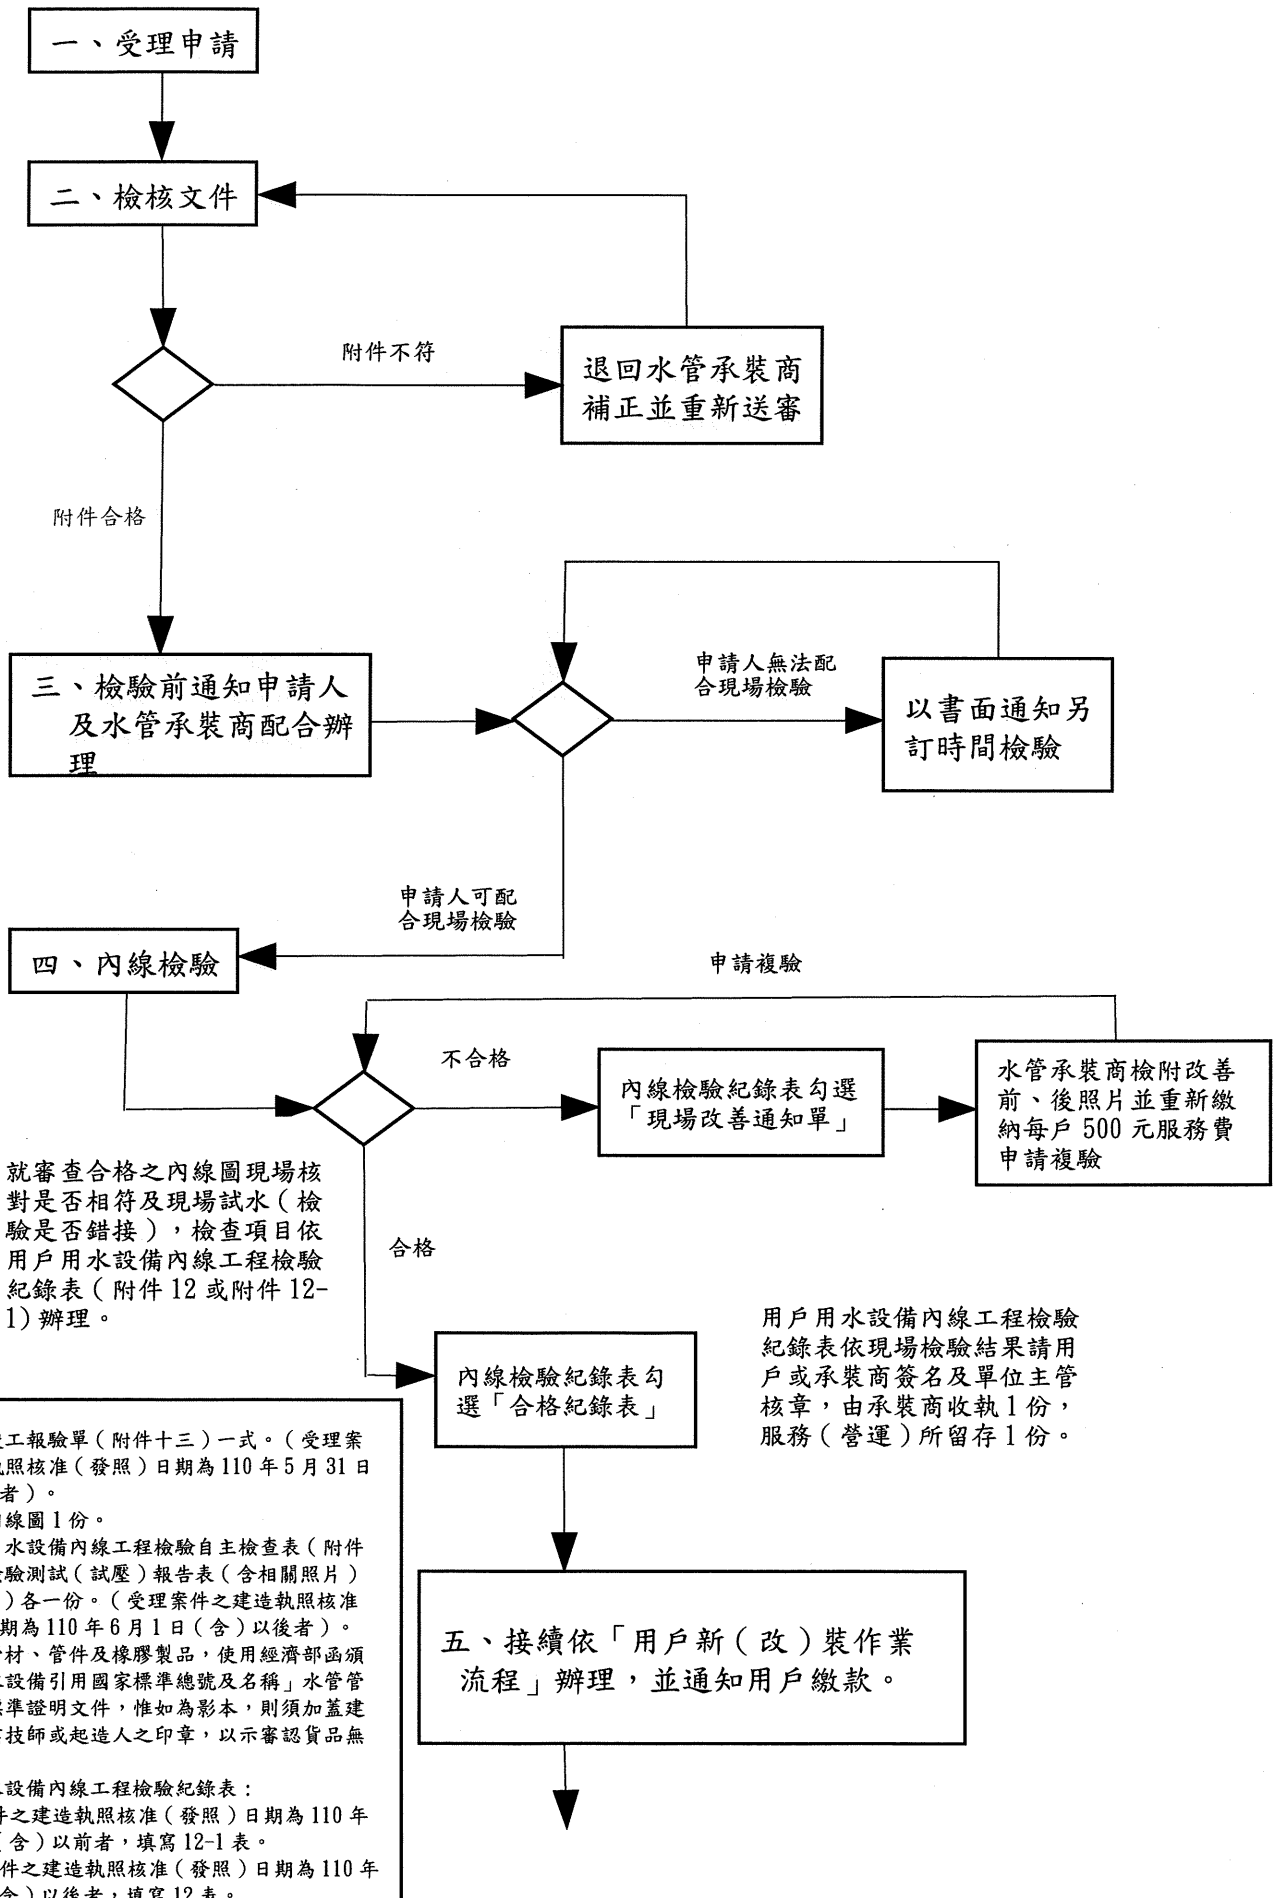 一、受理申請
二、檢核文件
附件不符
退回水管承裝商
補正並重新送審
附件合格
三、檢驗前通知申請人
及水管承裝商配合辦
理
申請人無法配
合現場檢驗
以書面通知另
訂時間檢驗
申請人可配
合現場檢驗
四、內線檢驗
申請複驗
不合格
內線檢驗紀錄表勾選
「現場改善通知單」
水管承裝商檢附改善
前、後照片並重新繳
納每戶 500 元服務費
申請複驗
就審查合格之內線圖現場核
對是否相符及現場試水（檢
驗是否錯接），檢查項目依
用戶用水設備內線工程檢驗
紀錄表（附件 12 或附件 12-
1）辦理。
合格
內線檢驗紀錄表勾
選「合格紀錄表」
用戶用水設備內線工程檢驗
紀錄表依現場檢驗結果請用
戶或承裝商簽名及單位主管
核章，由承裝商收執 1 份，
服務（營運）所留存 1 份。
工報驗單（附件十三）一式。（受理案
照核准（發照）日期為 110 年 5 月 31 日
者）。
線圖 1 份。
水設備內線工程檢驗自主檢查表（附件
驗測試（試壓）報告表（含相關照片）
）各一份。（受理案件之建造執照核准
期為 110 年 6 月 1 日（含）以後者）。
材、管件及橡膠製品，使用經濟部函頒
設備引用國家標準總號及名稱」水管管
準證明文件，惟如為影本，則須加蓋建
技師或起造人之印章，以示審認貨品無
設備內線工程檢驗紀錄表：
件之建造執照核准（發照）日期為 110 年
（含）以前者，填寫 12-1 表。
件之建造執照核准（發照）日期為 110 年
含）以後者，填寫 12 表。
五、接續依「用戶新（改）裝作業
流程」辦理，並通知用戶繳款。